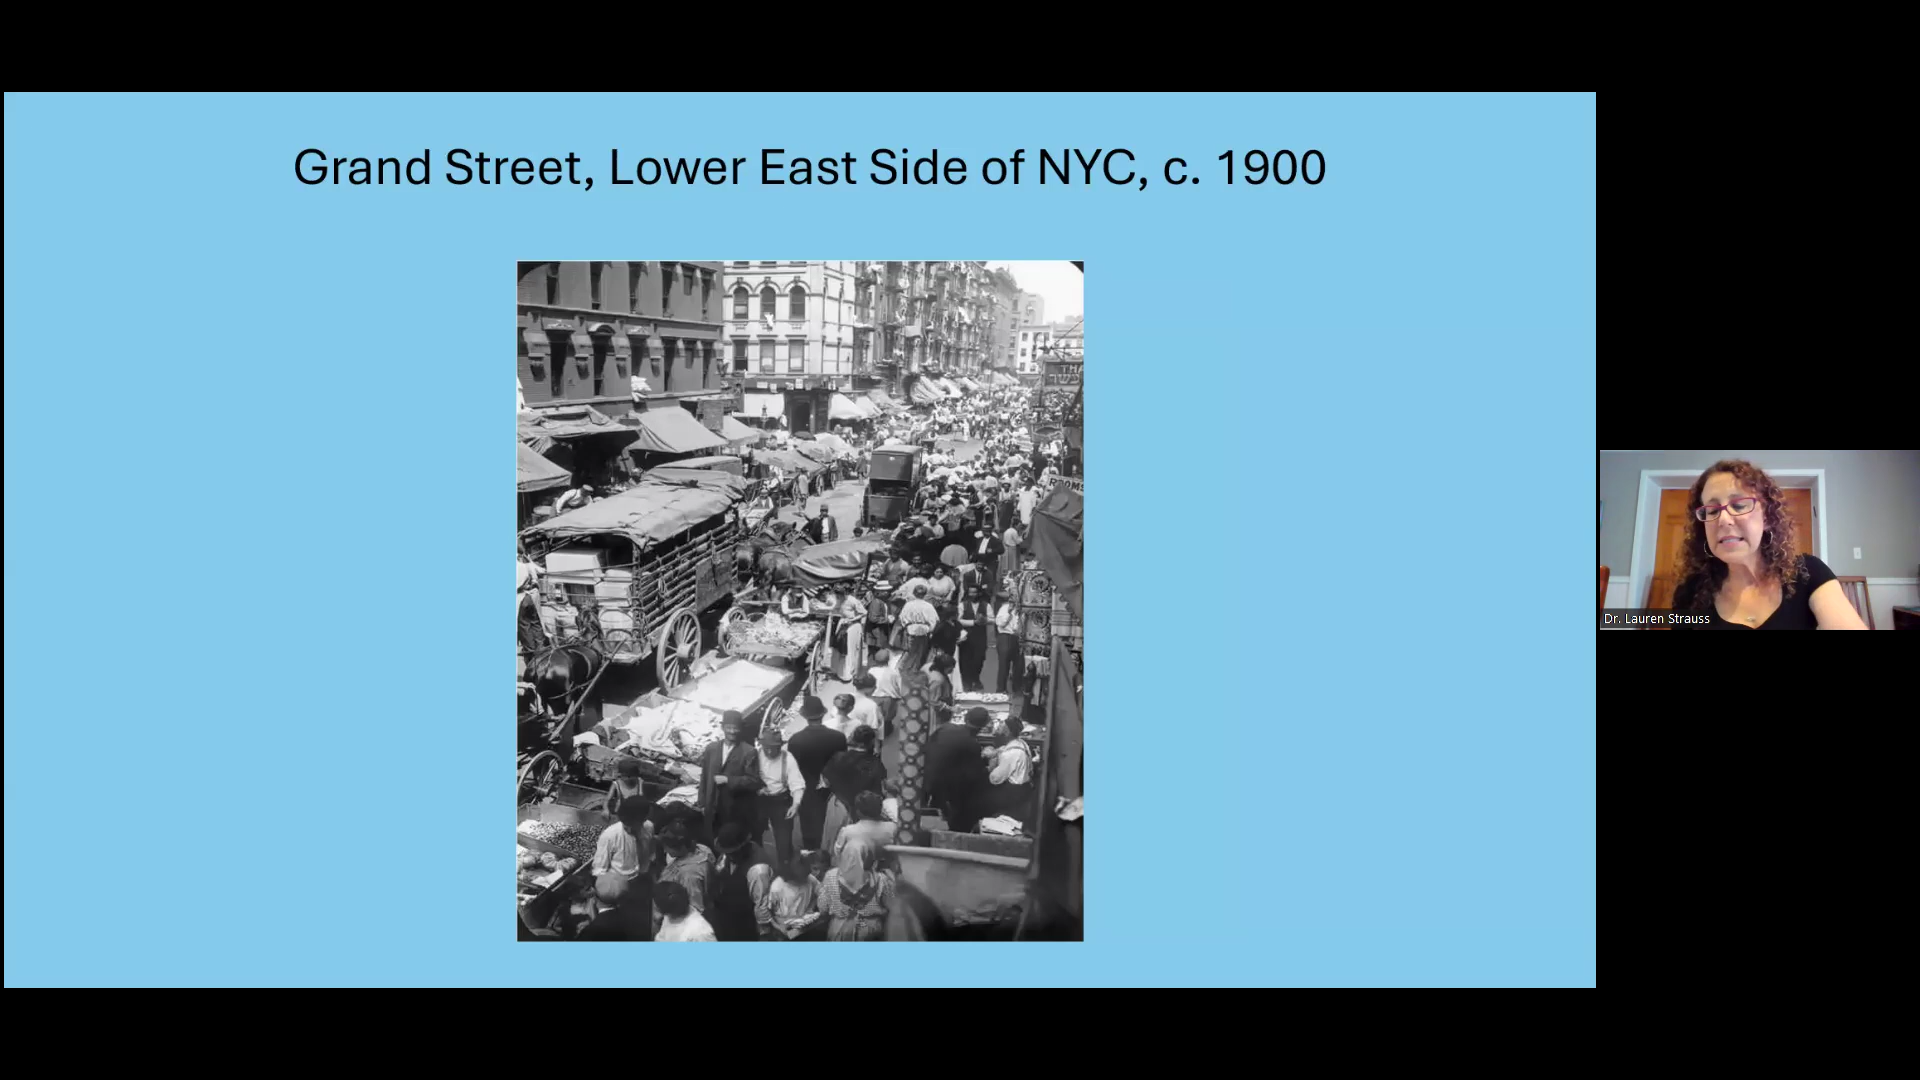 Grand Street, Lower East Side of NYC, c. 1900
ROOMS
Dr. Lauren Strauss